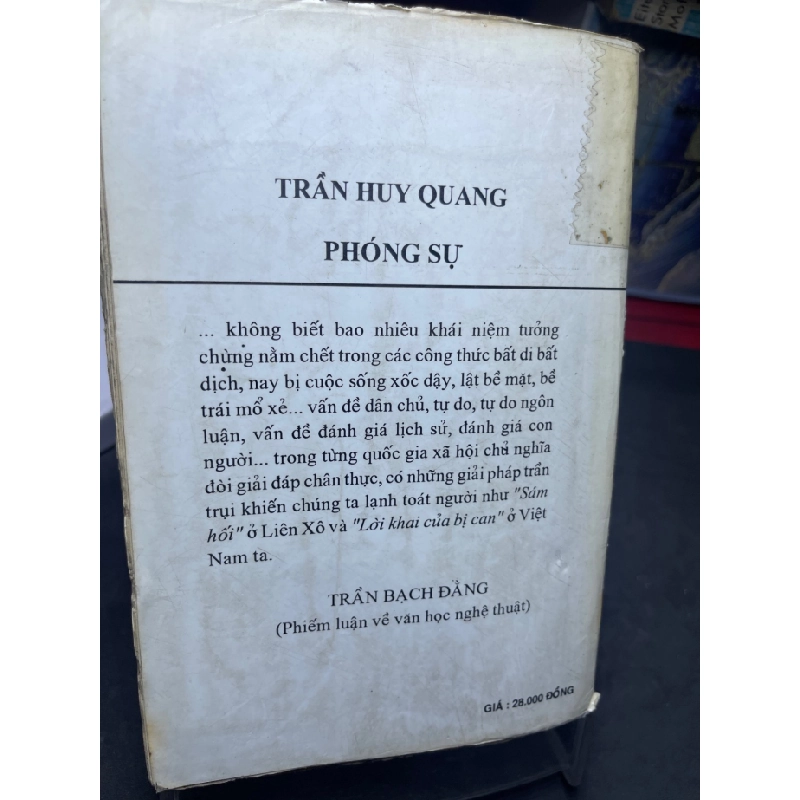 TRẦN HUY QUANG
PHÓNG SỰ
... không biết bao nhiêu khái niệm tưởng
chừng nằm chết trong các công thức bất di bất
dịch, nay bị cuộc sống xốc dậy, lật bề mặt, bề
trái mổ xẻ... vấn đề dân chủ, tự do, tự do ngôn
luận, vấn đề đánh giá lịch sử, đánh giá con
người... trong từng quốc gia xã hội chủ nghĩa
đòi giải đáp chân thực, có những giải pháp trần
trụi khiến chúng ta lạnh toát người như "Sám
hối" ở Liên Xô và "Lời khai của bị can" ở Việt
Nam ta.
TRẦN BẠCH ĐẰNG
(Phiếm luận về văn học nghệ thuật)
GIÁ : 28.000 ĐỒNG